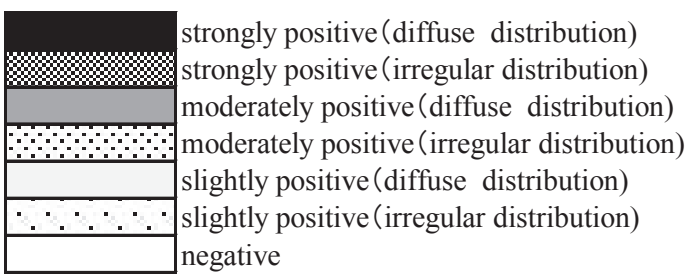 strongly positive(diffuse distribution)
strongly positive(irregular distribution)
moderately positive(diffuse distribution)
moderately positive(irregular distribution)
slightly positive(diffuse distribution)
slightly positive(irregular distribution)
negative